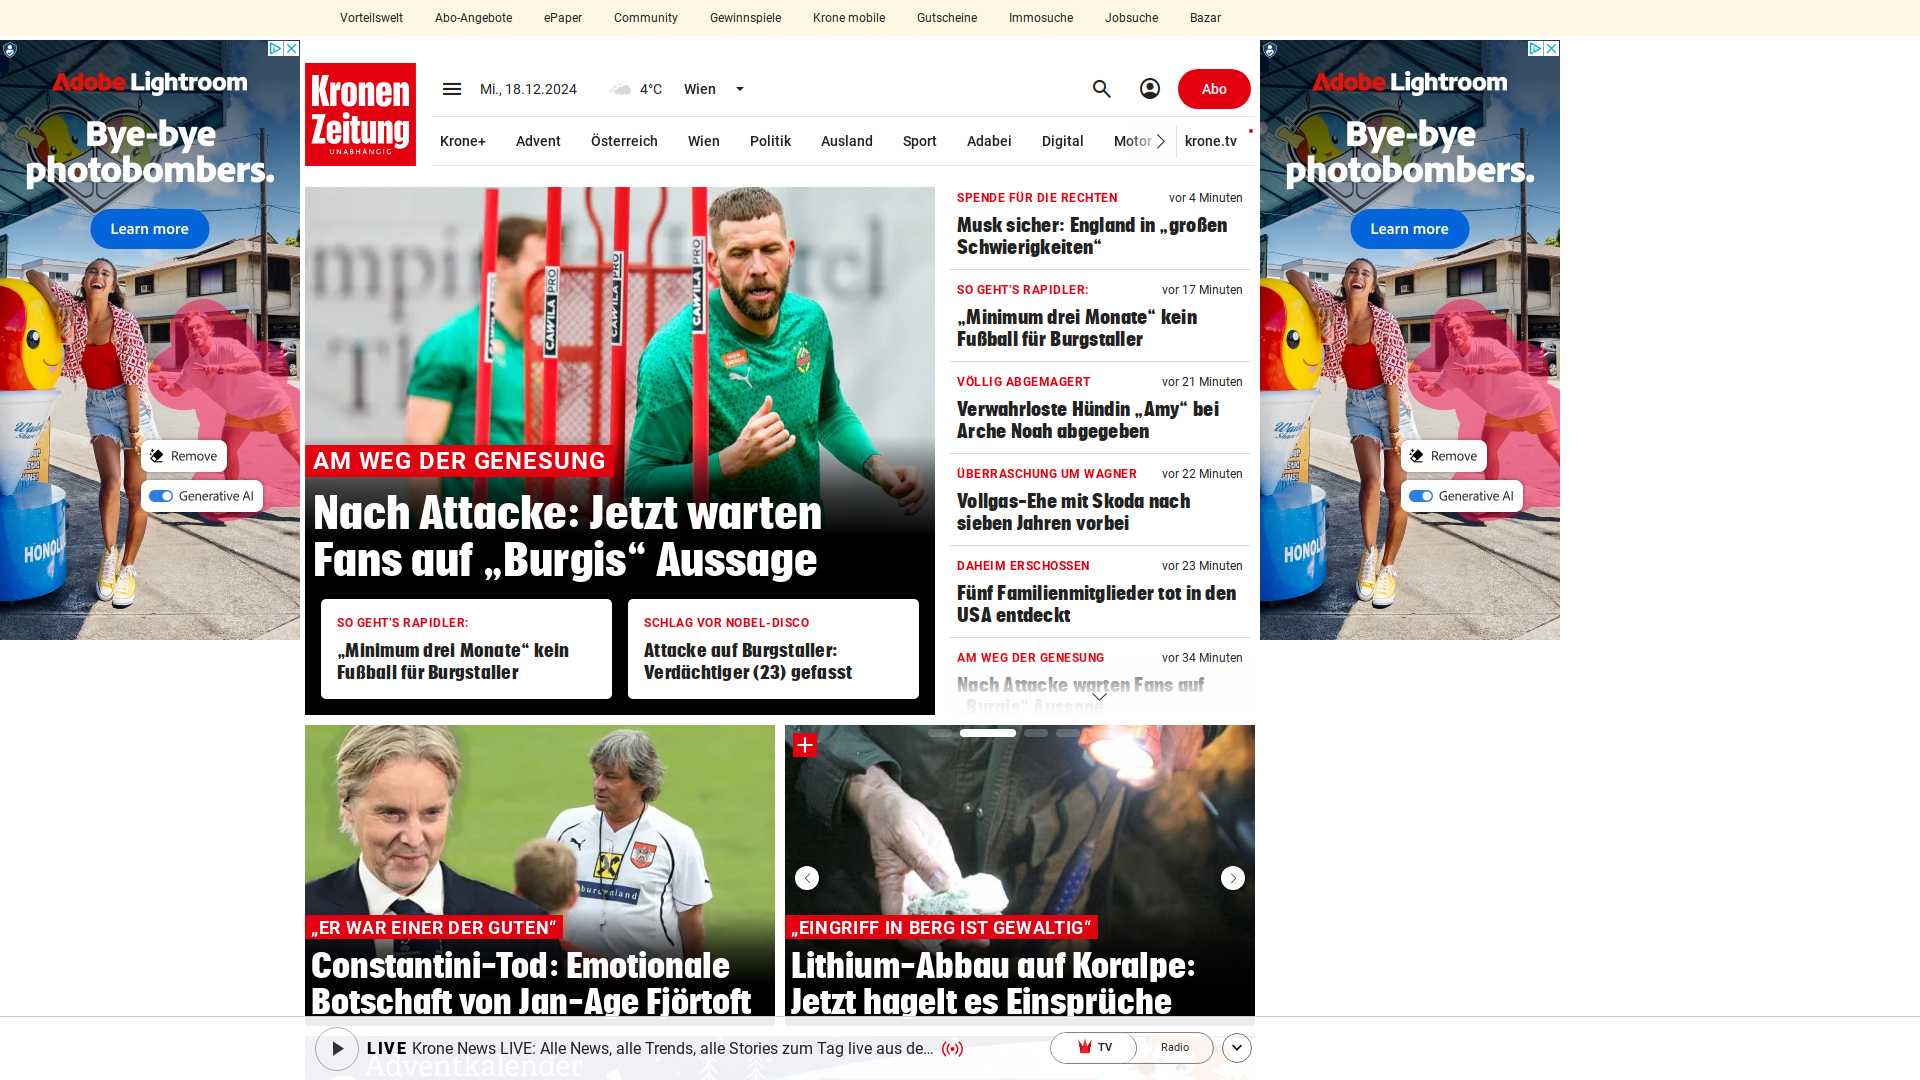 Vorteilswelt
Abo-Angebote
ePaper
Community
Gewinnspiele
Krone mobile
Gutscheine
Immosuche
Jobsuche
Bazar
Adobe Lightroom
Bye-bye
photobombers.
Learn more
Remove
Generative AI
HONOL
Kronen
Zeitung
UNABHÄNGIG
Mi., 18.12.2024
4°C
Wien
Abo
Krone+
Advent
Österreich
Wien
Politik
Ausland
Sport
Adabei
Digital
Motor
krone.tv
CAWILA PRO
CAWILA PRO
CAWILA PRO
AM WEG DER GENESUNG
Nach Attacke: Jetzt warten
Fans auf „Burgis“ Aussage
SO GEHT’S RAPIDLER:
„Minimum drei Monate“ kein
Fußball für Burgstaller
SCHLAG VOR NOBEL-DISCO
Attacke auf Burgstaller:
Verdächtiger (23) gefasst
SPENDE FÜR DIE RECHTEN
vor 4 Minuten
Musk sicher: England in „großen
Schwierigkeiten“
SO GEHT’S RAPIDLER:
vor 17 Minuten
„Minimum drei Monate“ kein
Fußball für Burgstaller
VÖLLIG ABGEMAGERT
vor 21 Minuten
Verwahrloste Hündin „Amy“ bei
Arche Noah abgegeben
ÜBERRASCHUNG UM WAGNER
vor 22 Minuten
Vollgas-Ehe mit Skoda nach
sieben Jahren vorbei
DAHEIM ERSCHOSSEN
vor 23 Minuten
Fünf Familienmitglieder tot in den
USA entdeckt
AM WEG DER GENESUNG
vor 34 Minuten
Nach Attacke warten Fans auf
„Burgis“ Aussage
Adobe Lightroom
Bye-bye
photobombers.
Learn more
Remove
Generative AI
HONOL
„ER WAR EINER DER GUTEN“
Constantini-Tod: Emotionale
Botschaft von Jan-Age Fjörtoft
„EINGRIFF IN BERG IST GEWALTIG“
Lithium-Abbau auf Koralpe:
Jetzt hagelt es Einsprüche
LIVE Krone News LIVE: Alle News, alle Trends, alle Stories zum Tag live aus de...
TV
Radio
Adventkalender